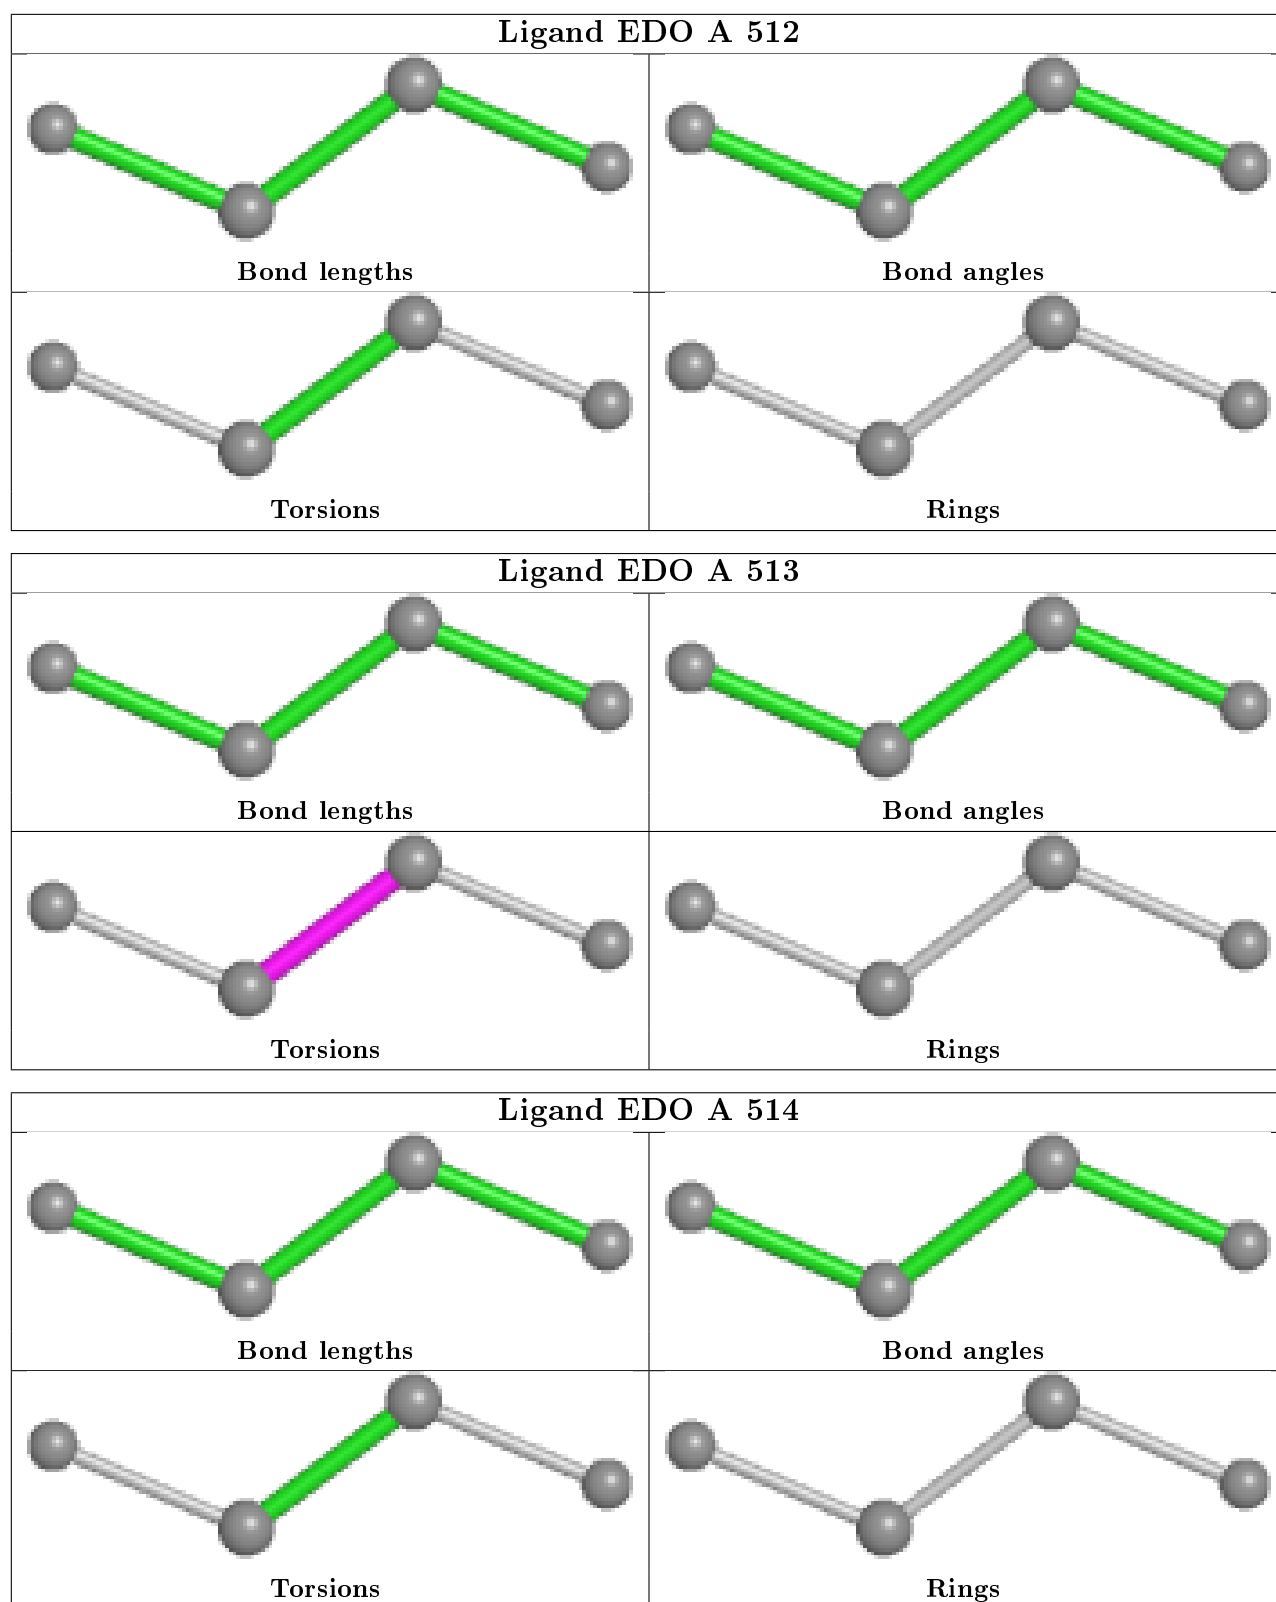 Ligand EDO A 512
Bond lengths
Bond angles
Torsions
Rings
Ligand EDO A 513
Bond lengths
Bond angles
Torsions
Rings
Ligand EDO A 514
Bond lengths
Bond angles
Torsions
Rings